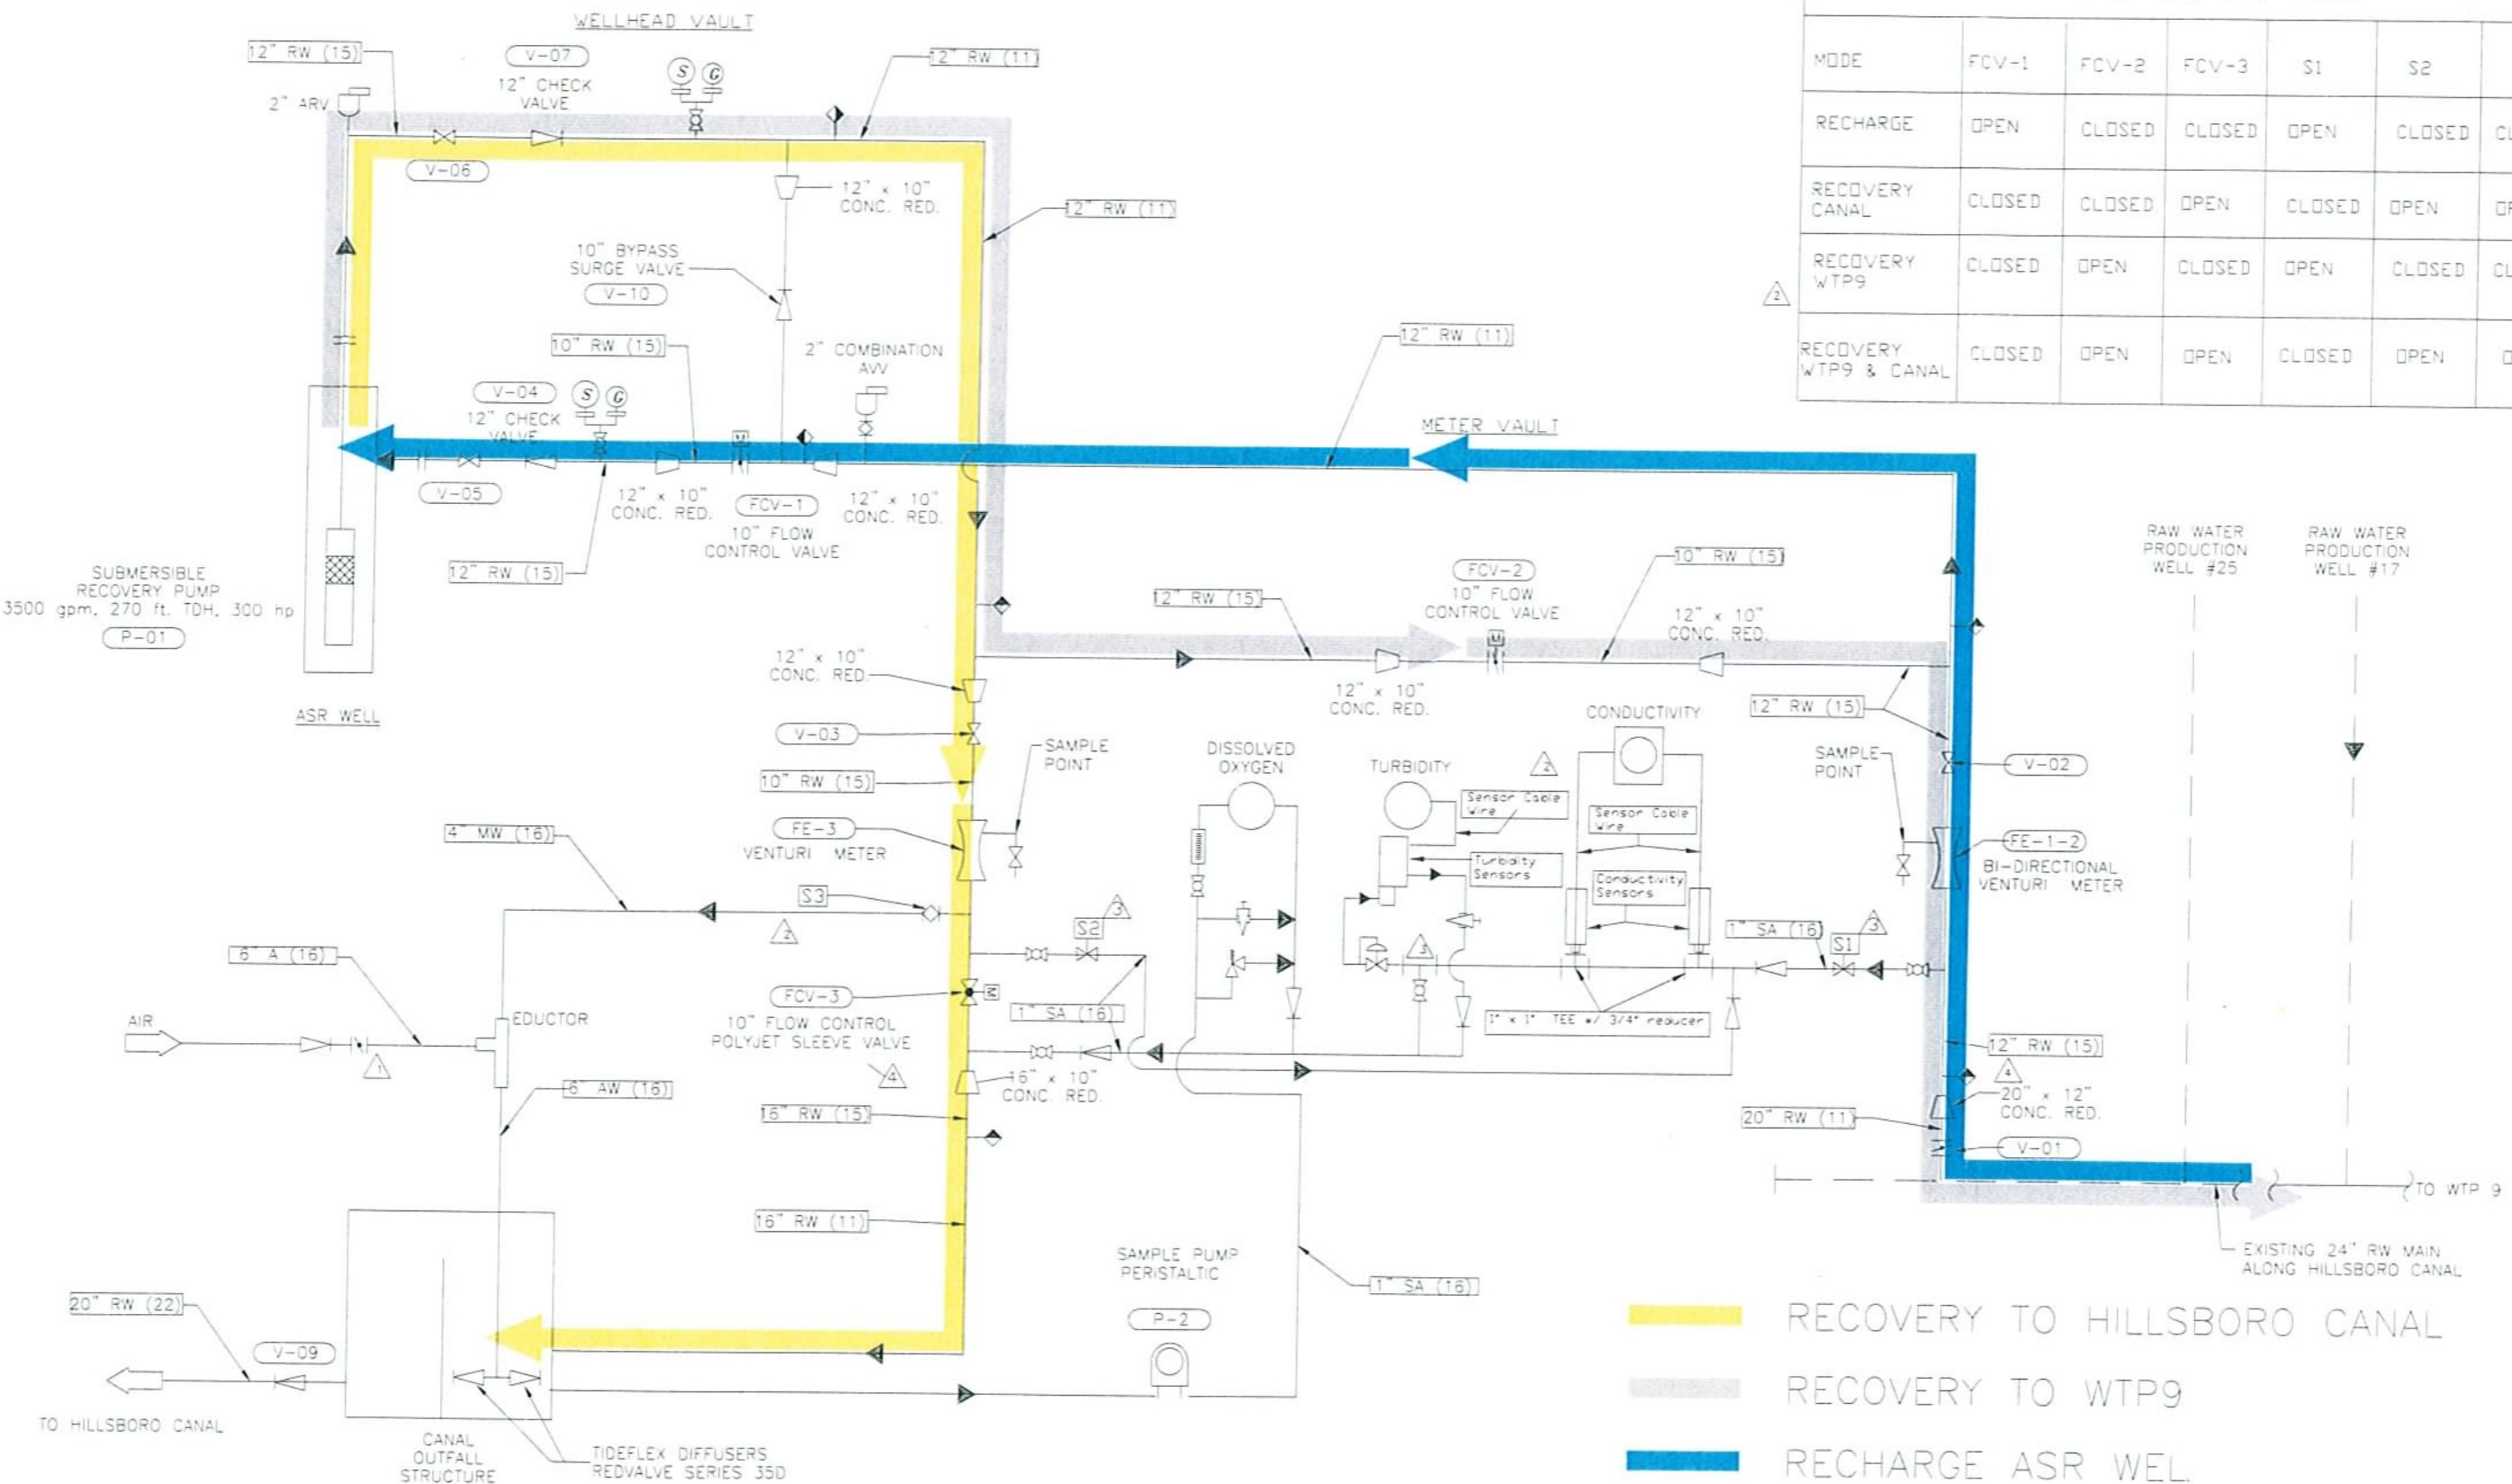 WELLHEAD VAULT
12" RW (15)
V-07
12" CHECK
VALVE
S
G
12" RW (11)
2" ARV
V-06
12" x 10"
CONC. RED.
12" RW (11)
10" BYPASS
SURGE VALVE
V-10
10" RW (15)
2" COMBINATION
AVV
12" RW (11)
V-04
12" CHECK
VALVE
S
G
M
METER VAULT
V-05
12" x 10"
CONC. RED.
FCV-1
10" FLOW
CONTROL VALVE
12" x 10"
CONC. RED.
12" RW (15)
SUBMERSIBLE
RECOVERY PUMP
3500 gpm, 270 ft. TDH, 300 hp
P-01
ASR WELL
MODE FCV-1 FCV-2 FCV-3 S1 S2
RECHARGE OPEN CLOSED CLOSED OPEN CLOSED CL
RECOVERY
CANAL CLOSED CLOSED OPEN CLOSED OPEN OP
RECOVERY
WTP9 CLOSED OPEN CLOSED OPEN CLOSED CL
2
RECOVERY
WTP9 & CANAL CLOSED OPEN OPEN CLOSED OPEN O
RAW WATER
PRODUCTION
WELL #25
RAW WATER
PRODUCTION
WELL #17
12" RW (15)
FCV-2
10" FLOW
CONTROL VALVE
M
10" RW (15)
12" x 10"
CONC. RED.
12" x 10"
CONC. RED.
12" RW (15)
12" x 10"
CONC. RED.
V-03
10" RW (15)
SAMPLE
POINT
FE-3
VENTURI METER
4" MW (16)
S3
2
DISSOLVED
OXYGEN
TURBIDITY
2
CONDUCTIVITY
Sensor Cable
Wire
Sensor Cable
Wire
Turbidity
Sensors
Conductivity
Sensors
SAMPLE
POINT
V-02
FE-1-2
BI-DIRECTIONAL
VENTURI METER
S2
3
3
1" SA (16)
S1
3
6" A (16)
AIR
1
EDUCTOR
6" AW (16)
FCV-3
M
10" FLOW CONTROL
POLYJET SLEEVE VALVE
4
1" SA (16)
1" x 1" TEE w/ 3/4" reducer
16" x 10"
CONC. RED.
16" RW (15)
12" RW (15)
4
20" x 12"
CONC. RED.
20" RW (11)
V-01
TO WTP 9
16" RW (11)
EXISTING 24" RW MAIN
ALONG HILLSBORO CANAL
SAMPLE PUMP
PERISTALTIC
P-2
1" SA (16)
20" RW (22)
V-09
TO HILLSBORO CANAL
CANAL
OUTFALL
STRUCTURE
TIDEFLEX DIFFUSERS
REDVALVE SERIES 35D
RECOVERY TO HILLSBORO CANAL
RECOVERY TO WTP9
RECHARGE ASR WEL